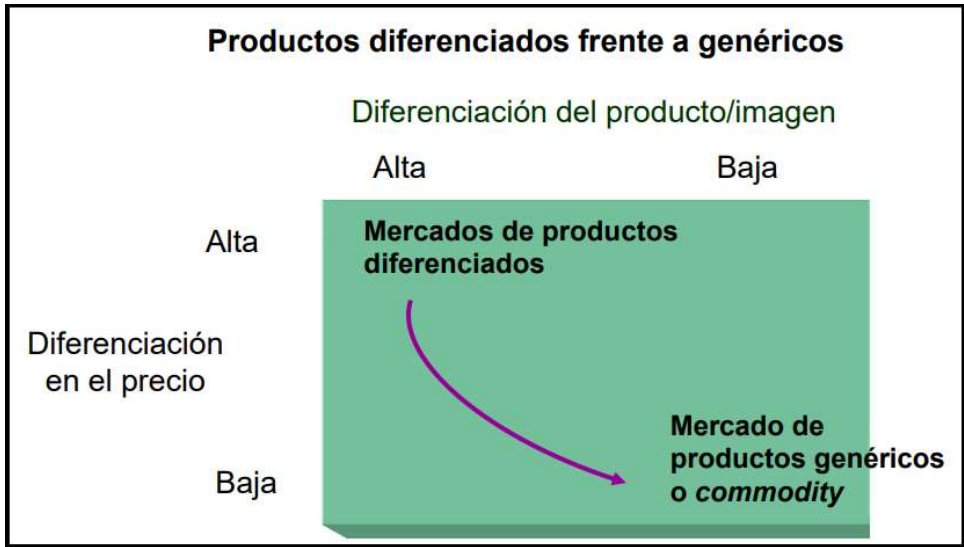 Productos diferenciados frente a genéricos
Diferenciación del producto/imagen
Alta
Baja
Alta
Mercados de productos
diferenciados
Diferenciación
en el precio
Mercado de
productos genéricos
o commodity
Baja